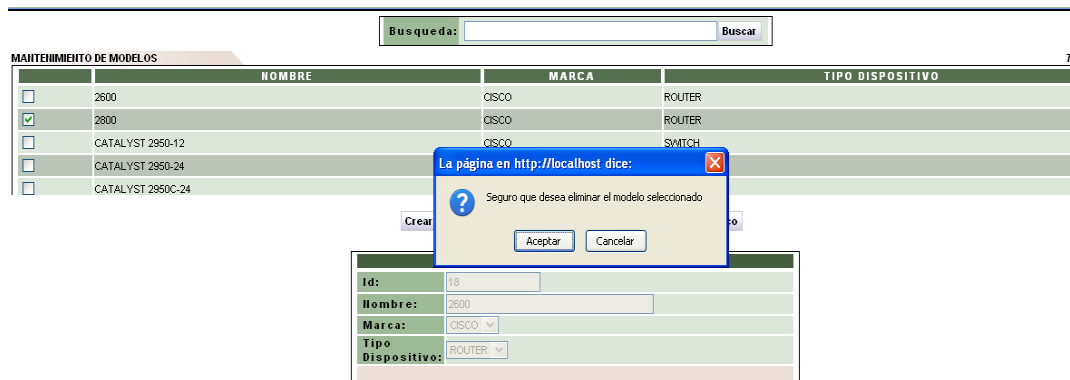 Busqueda: Buscar
MANTENIMIENTO DE MODELOS 7
NOMBRE MARCA TIPO DISPOSITIVO
2600 CISCO ROUTER
2800 CISCO ROUTER
CATALYST 2950-12 CISCO SWITCH
CATALYST 2950-24
CATALYST 2950C-24
La página en http://localhost dice:
Seguro que desea eliminar el modelo seleccionado
Aceptar Cancelar
Crear co
Id: 18
Nombre: 2600
Marca: CISCO
Tipo
Dispositivo: ROUTER